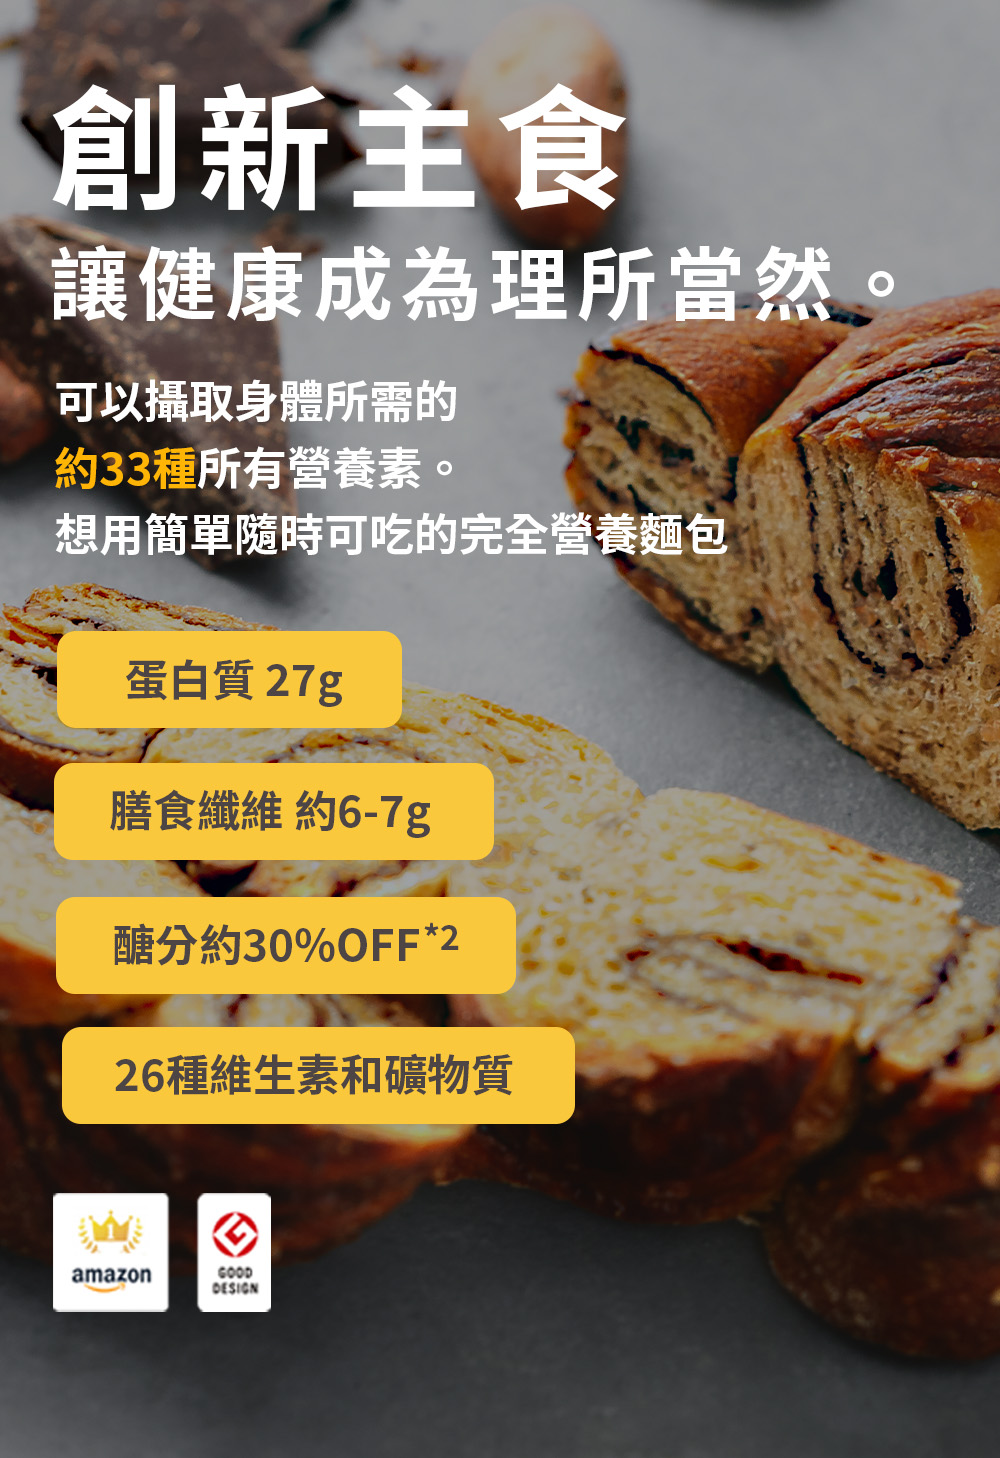 創新主食
讓健康成為理所當然。
可以攝取身體所需的
約33種所有營養素。
想用簡單隨時可吃的完全營養麵包
蛋白質 27g
膳食纖維 約6-7g
醣分約30%OFF*2
26種維生素和礦物質
1
amazon
GOOD
DESIGN